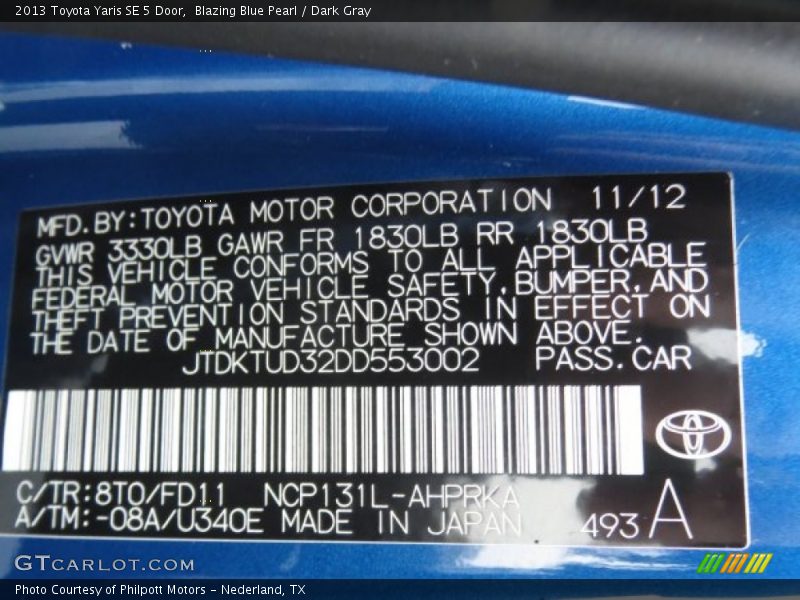 2013 Toyota Yaris SE 5 Door,  Blazing Blue Pearl / Dark Gray
MFD.BY:TOYOTA MOTOR CORPORATION 11/12
GVWR 3330LB GAWR FR 1830LB RR 1830LB
THIS VEHICLE CONFORMS TO ALL APPLICABLE
FEDERAL MOTOR VEHICLE SAFETY,BUMPER,AND
THEFT PREVENTION STANDARDS IN EFFECT ON
THE DATE OF MANUFACTURE SHOWN ABOVE.
JTDKTUD32DD553002 PASS.CAR
C/TR:8T0/FD11 NCP131L-AHPRKA
A/TM:-08A/U340E MADE IN JAPAN 493 A
GTCARLOT.COM
Photo Courtesy of Philpott Motors - Nederland, TX